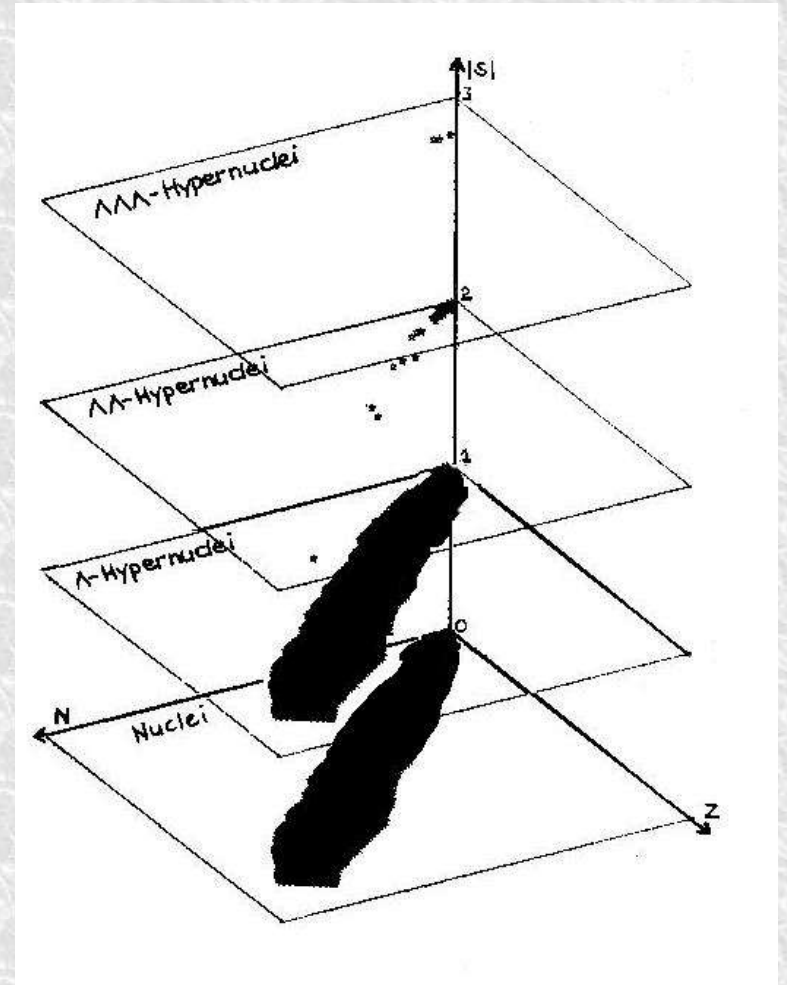 |S|
3
ΛΛΛ-Hypernuclei
2
ΛΛ-Hypernuclei
1
Λ-Hypernuclei
0
N
Nuclei
Z